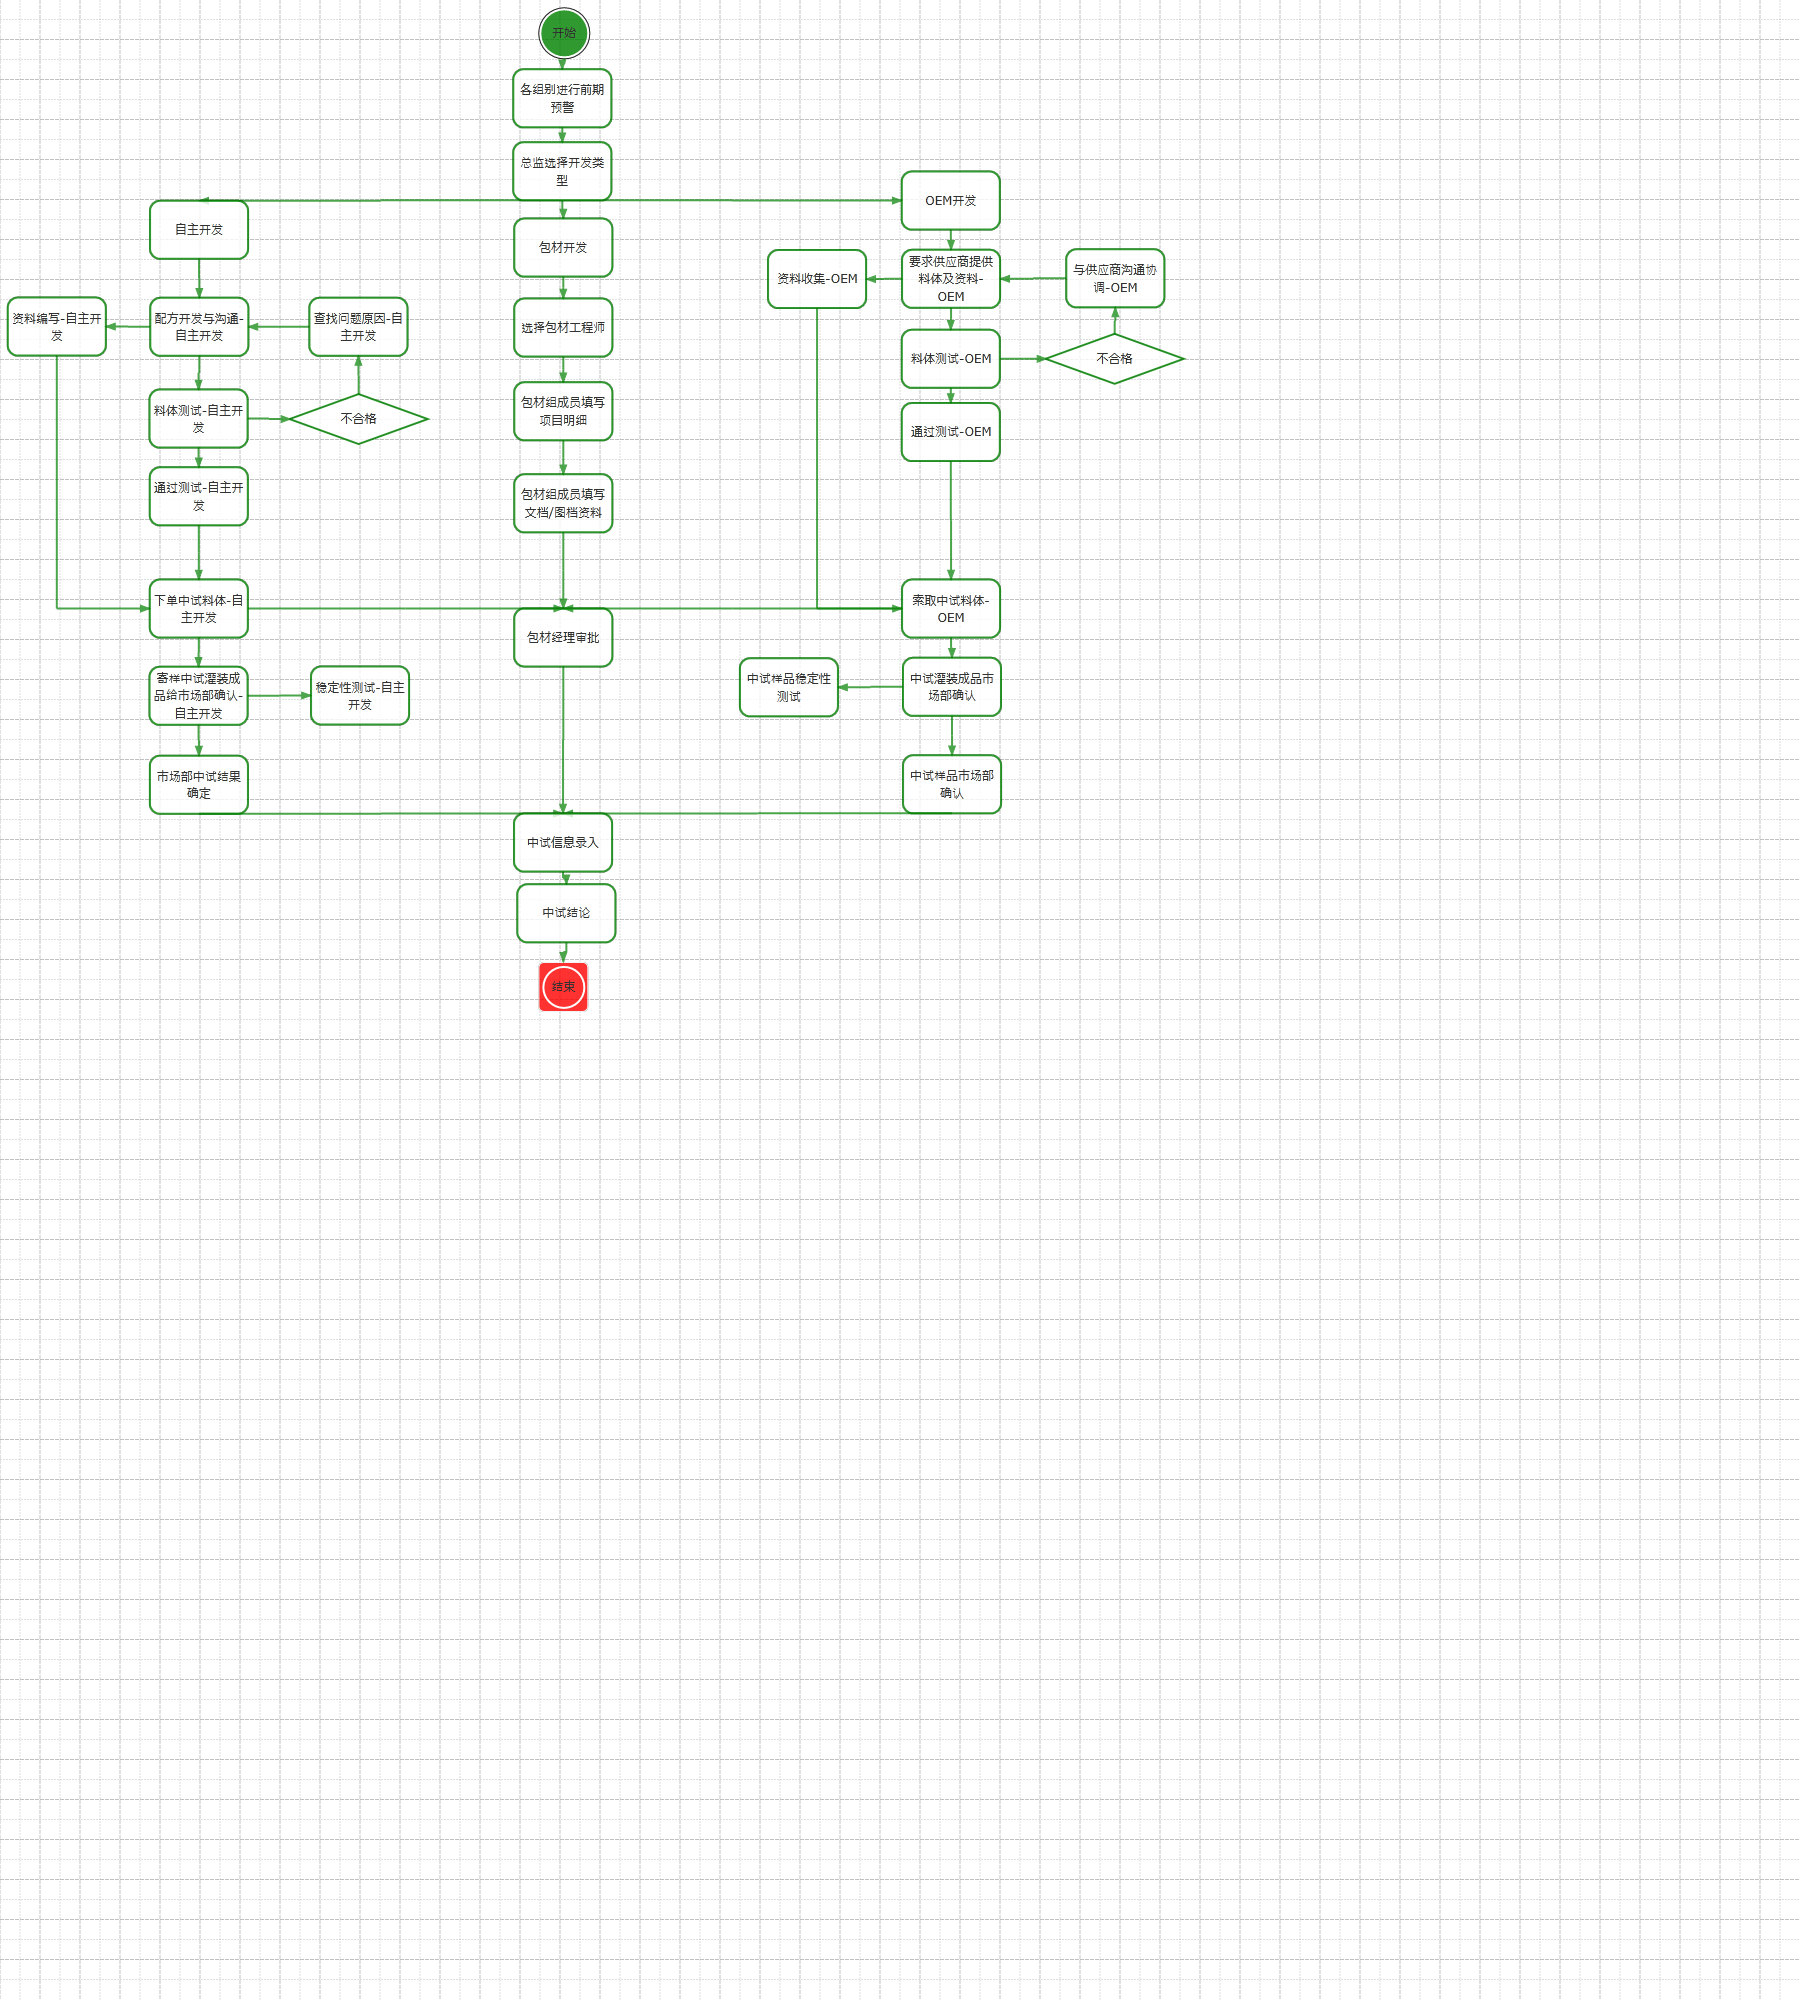 开始
各组别进行前期
预警
总监选择开发类
型
OEM开发
自主开发
包材开发
资料收集-OEM
要求供应商提供
料体及资料-
OEM
与供应商沟通协
调-OEM
资料编写-自主开
发
配方开发与沟通-
自主开发
查找问题原因-自
主开发
选择包材工程师
料体测试-OEM
不合格
料体测试-自主开
发
不合格
包材组成员填写
项目明细
通过测试-OEM
通过测试-自主开
发
包材组成员填写
文档/图档资料
下单中试料体-自
主开发
索取中试料体-
OEM
包材经理审批
寄样中试灌装成
品给市场部确认-
自主开发
稳定性测试-自主
开发
中试样品稳定性
测试
中试灌装成品市
场部确认
市场部中试结果
确定
中试样品市场部
确认
中试信息录入
中试结论
结束